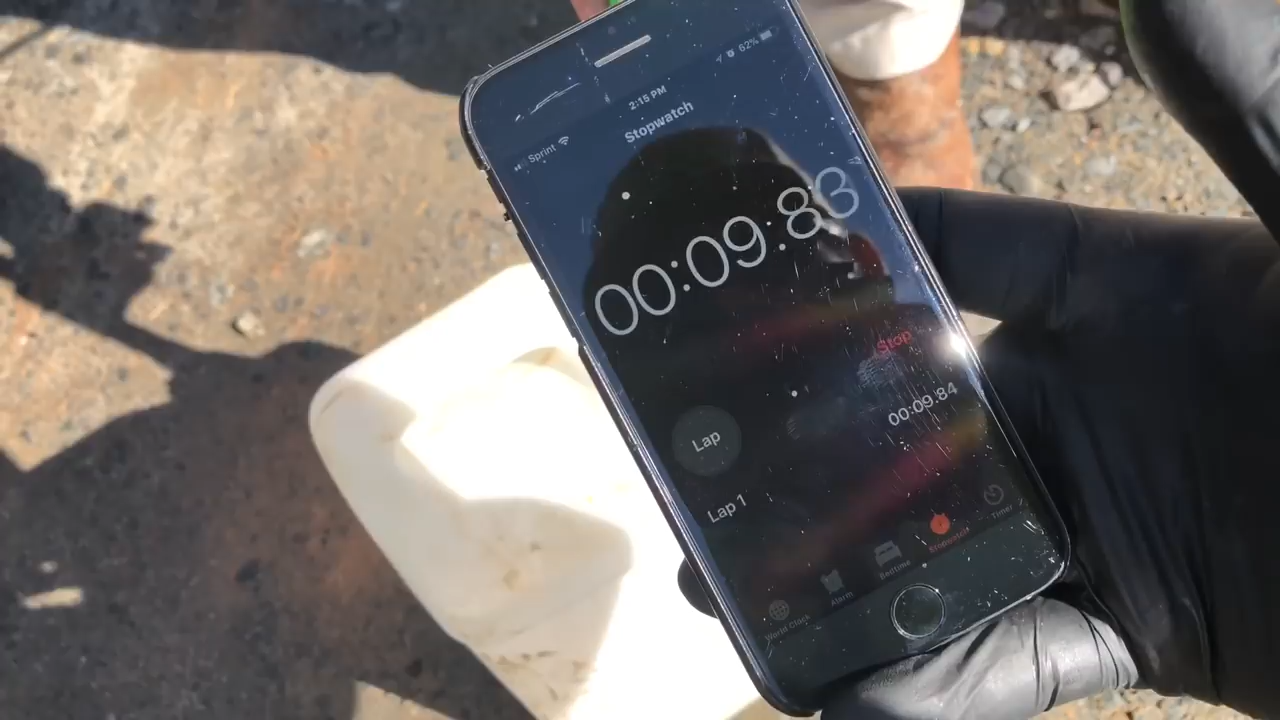 Sprint 2:15 PM 62%
Stopwatch
00:09.83
Lap Stop
Lap 1 00:09.84
World Clock Alarm Bedtime Stopwatch Timer